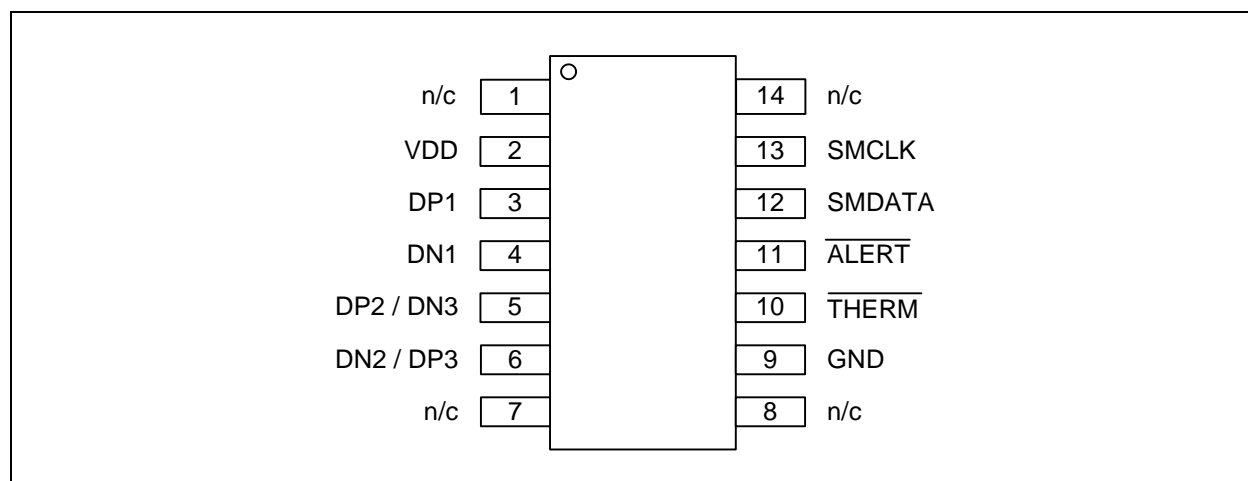 n/c 1 14 n/c
VDD 2 13 SMCLK
DP1 3 12 SMDATA
DN1 4 11 ALERT
DP2 / DN3 5 10 THERM
DN2 / DP3 6 9 GND
n/c 7 8 n/c